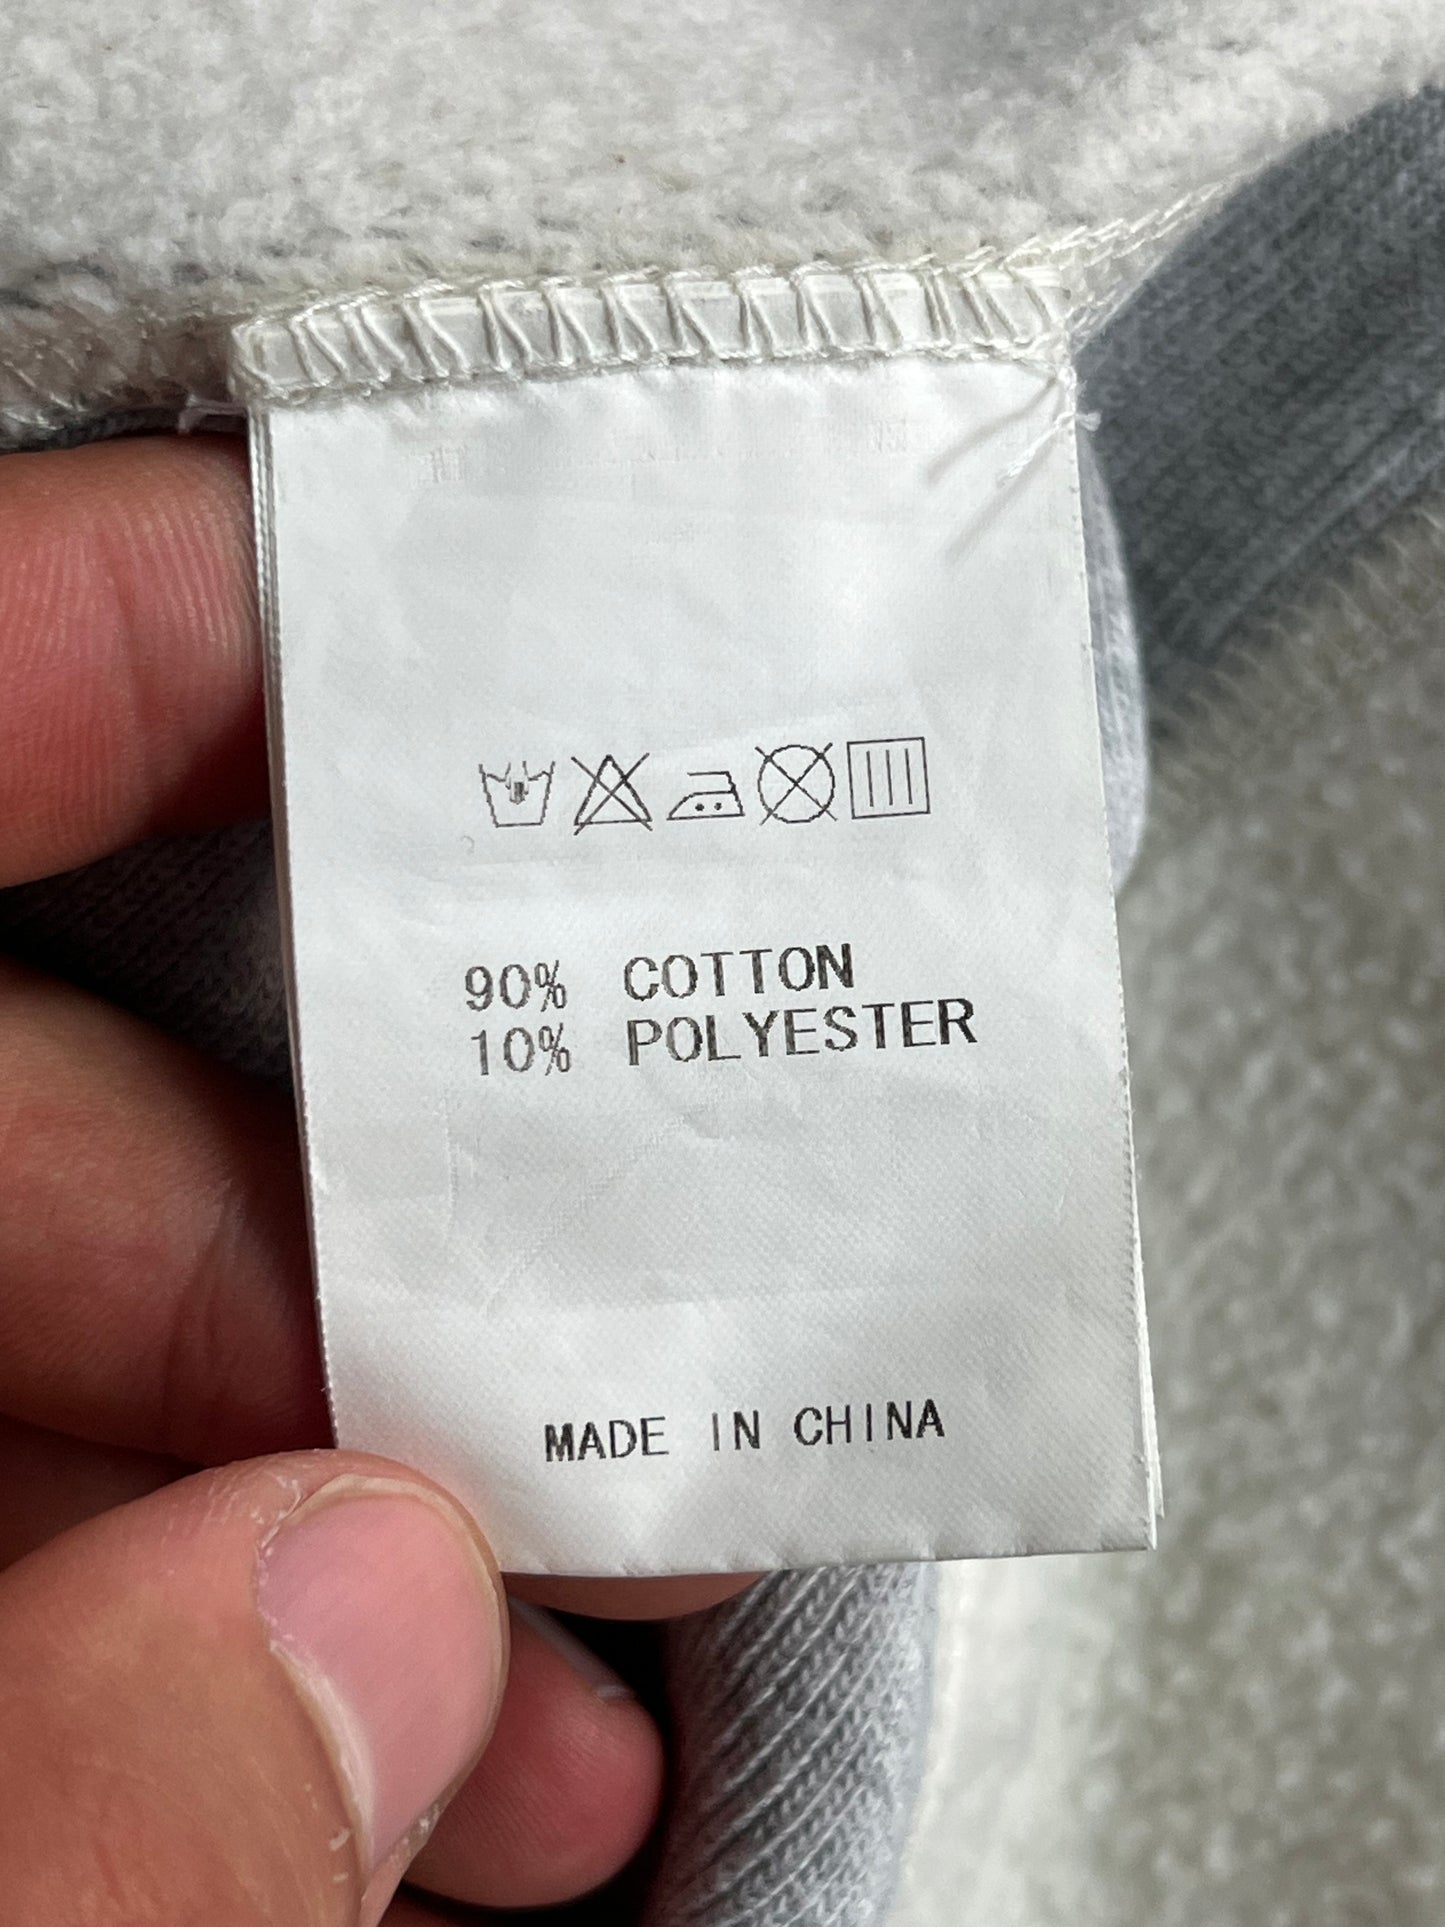 90% COTTON
10% POLYESTER
MADE IN CHINA